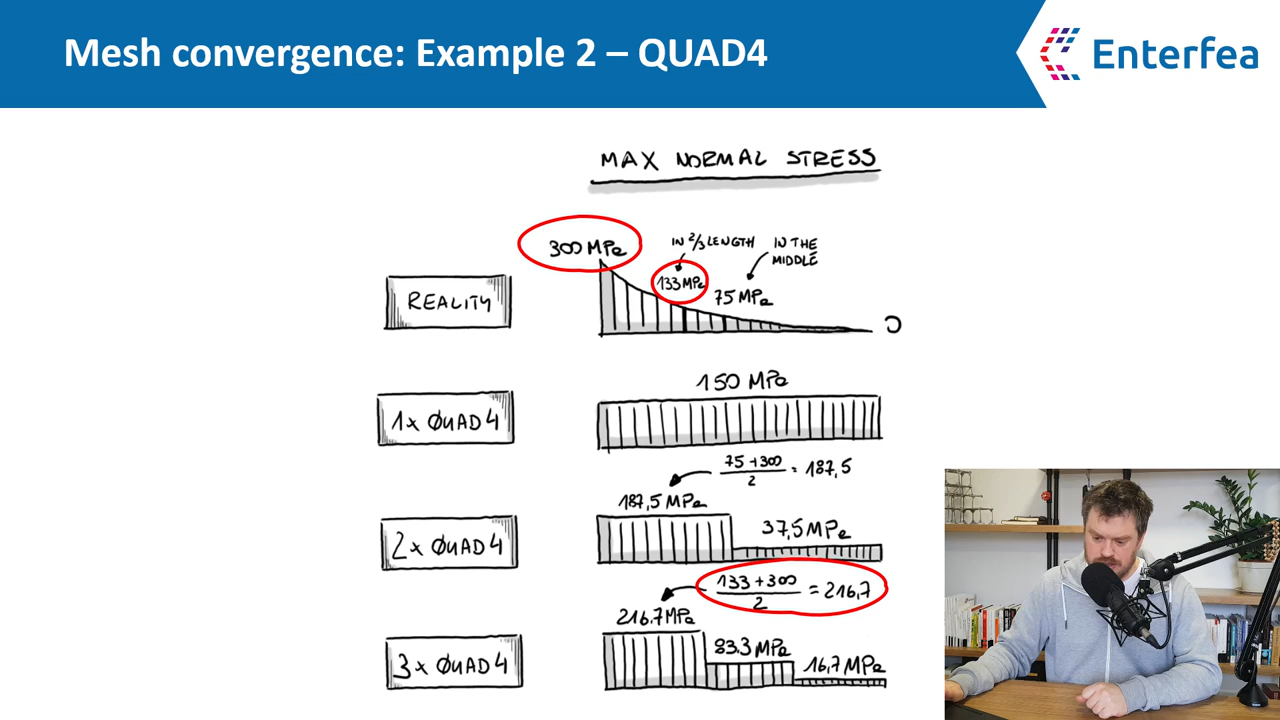 Mesh convergence: Example 2 – QUAD4
Enterfea
MAX NORMAL STRESS
300 MPa
IN 2/3 LENGTH
IN THE
MIDDLE
133 MPa
75 MPa
REALITY
0
150 MPa
1x QUAD4
75 + 300
2
= 187,5
187,5 MPa
37,5 MPa
2x QUAD4
133 + 300
2
= 216,7
216.7 MPa
83.3 MPa
16,7 MPa
3x QUAD4